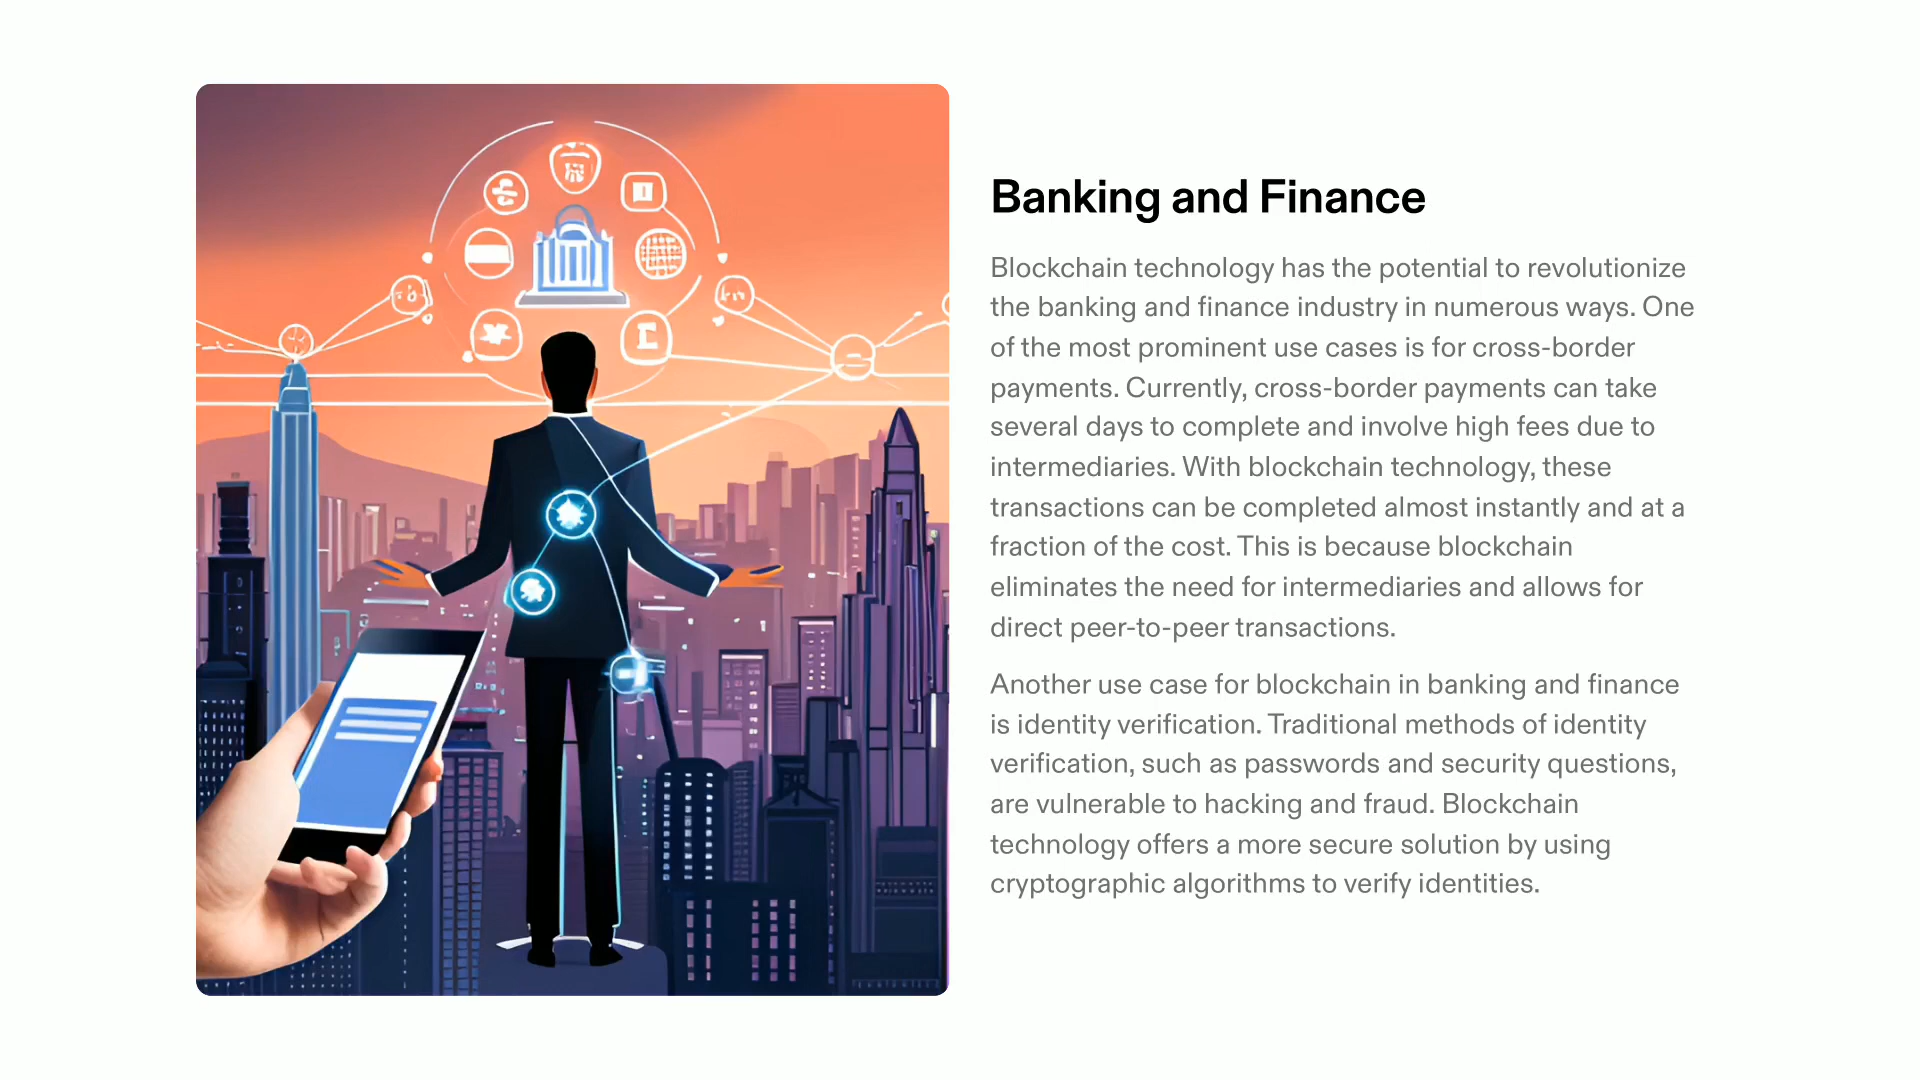 Banking and Finance
Blockchain technology has the potential to revolutionize
the banking and finance industry in numerous ways. One
of the most prominent use cases is for cross-border
payments. Currently, cross-border payments can take
several days to complete and involve high fees due to
intermediaries. With blockchain technology, these
transactions can be completed almost instantly and at a
fraction of the cost. This is because blockchain
eliminates the need for intermediaries and allows for
direct peer-to-peer transactions.
Another use case for blockchain in banking and finance
is identity verification. Traditional methods of identity
verification, such as passwords and security questions,
are vulnerable to hacking and fraud. Blockchain
technology offers a more secure solution by using
cryptographic algorithms to verify identities.